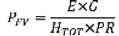 P_FV = E×G / H_TOT×PR